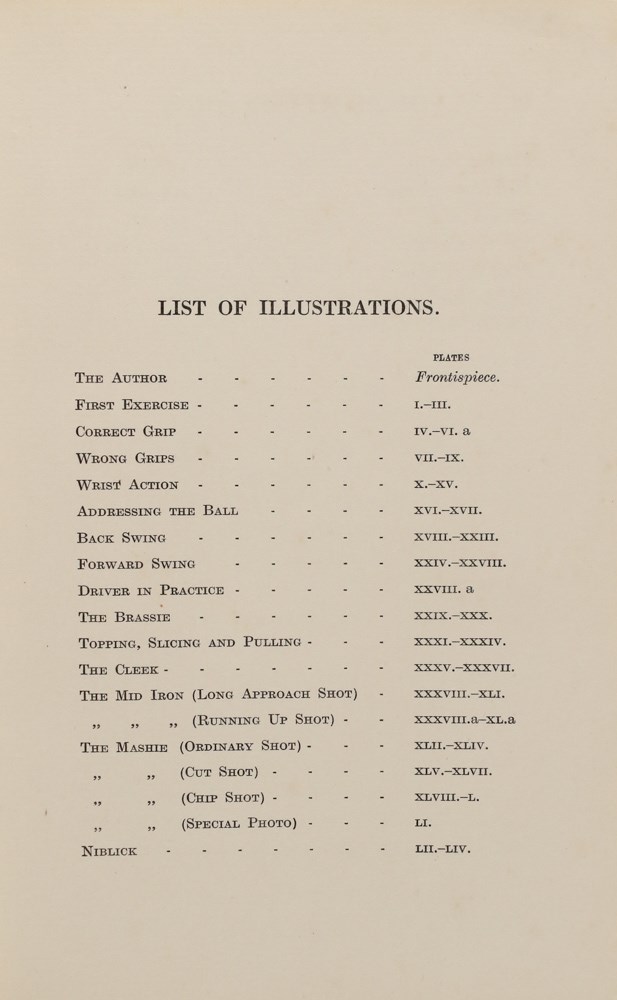 LIST OF ILLUSTRATIONS.
PLATES
THE AUTHOR - - - - - - Frontispiece.
FIRST EXERCISE - - - - - - I.–III.
CORRECT GRIP - - - - - - IV.–VI. a
WRONG GRIPS - - - - - - VII.–IX.
WRIST ACTION - - - - - - X.–XV.
ADDRESSING THE BALL - - - - XVI.–XVII.
BACK SWING - - - - - - XVIII.–XXIII.
FORWARD SWING - - - - - XXIV.–XXVIII.
DRIVER IN PRACTICE - - - - - XXVIII. a
THE BRASSIE - - - - - - XXIX.–XXX.
TOPPING, SLICING AND PULLING - - - XXXI.–XXXIV.
THE CLEEK - - - - - - - XXXV.–XXXVII.
THE MID IRON (LONG APPROACH SHOT) - XXXVIII.–XLI.
„ „ „ (RUNNING UP SHOT) - - XXXVIII.a–XL.a
THE MASHIE (ORDINARY SHOT) - - - XLII.–XLIV.
„ „ (CUT SHOT) - - - - XLV.–XLVII.
„ „ (CHIP SHOT) - - - - XLVIII.–L.
„ „ (SPECIAL PHOTO) - - - LI.
NIBLICK - - - - - - - LII.–LIV.